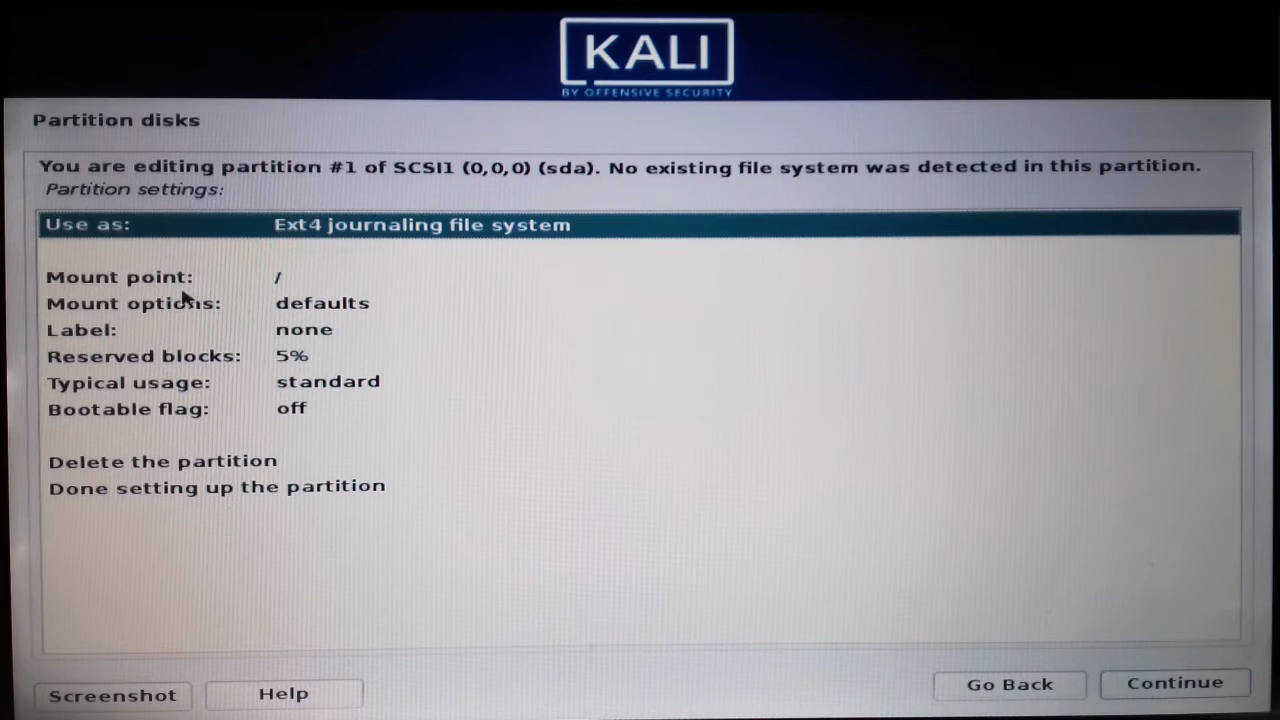 KALI
BY OFFENSIVE SECURITY
Partition disks
You are editing partition #1 of SCSI1 (0,0,0) (sda). No existing file system was detected in this partition.
Partition settings:
Use as: Ext4 journaling file system
Mount point: /
Mount options: defaults
Label: none
Reserved blocks: 5%
Typical usage: standard
Bootable flag: off
Delete the partition
Done setting up the partition
Screenshot Help Go Back Continue